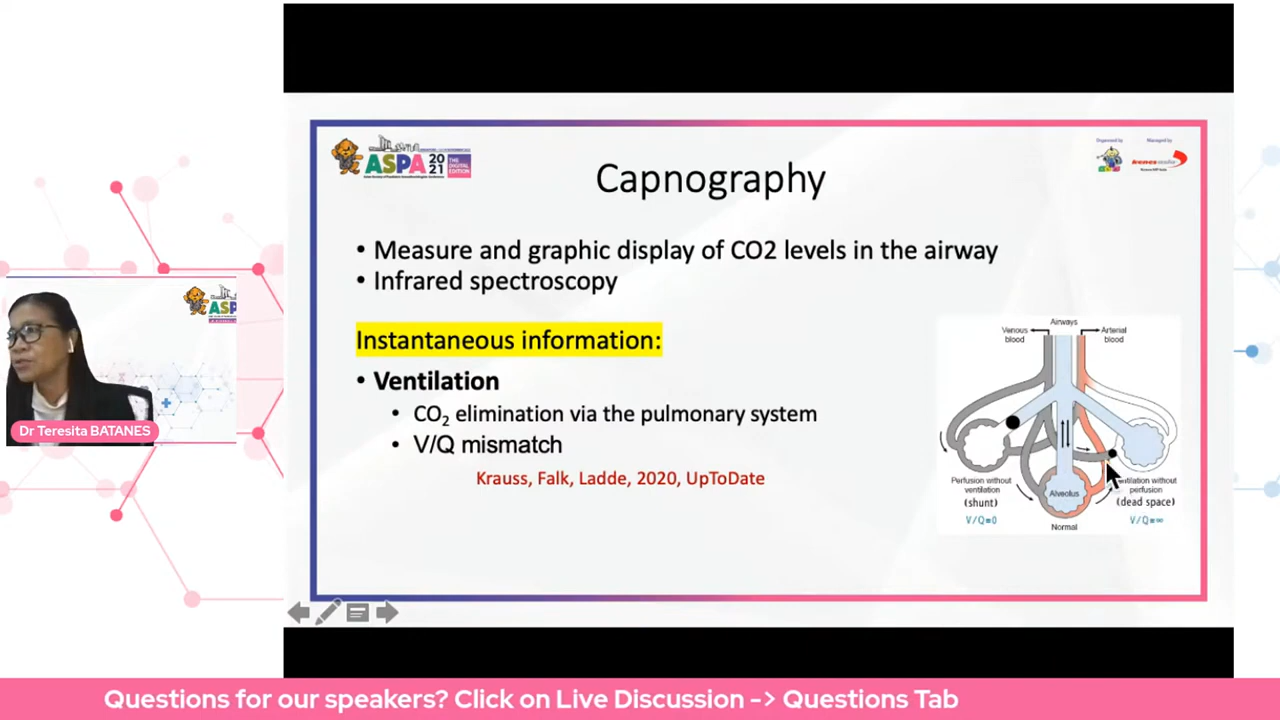 ASPA 2021 THE DIGITAL EDITION
Organized by
Managed by
Capnography
• Measure and graphic display of CO2 levels in the airway
• Infrared spectroscopy
Instantaneous information:
• Ventilation
• CO₂ elimination via the pulmonary system
• V/Q mismatch
Krauss, Falk, Ladde, 2020, UpToDate
Airways
Venous blood
Arterial blood
Perfusion without ventilation
(shunt)
V/Q=0
Alveolus
Normal
without perfusion
(dead space)
V/Q=∞
ASP
Dr Teresita BATANES
Questions for our speakers? Click on Live Discussion -> Questions Tab